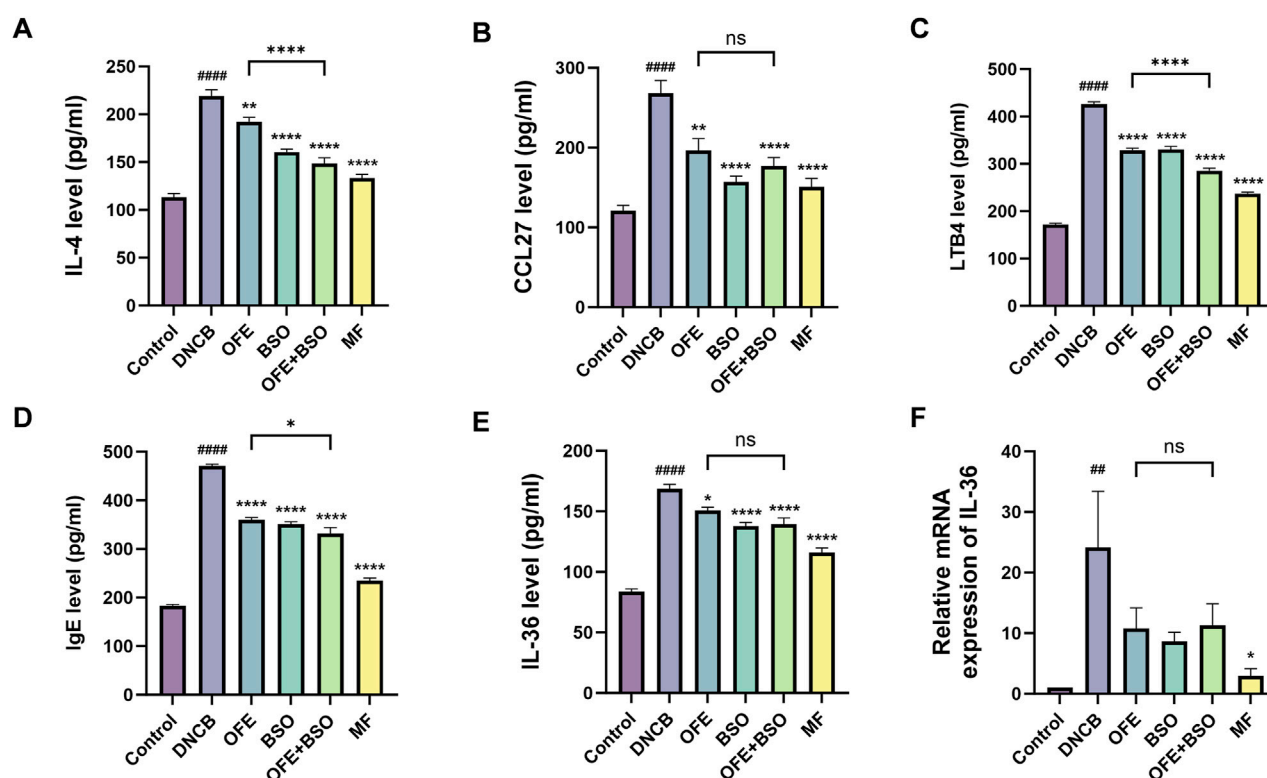 A
IL-4 level (pg/ml)
250
200
150
100
50
0
####
**
****
****
****
****
Control
DNCB
OFE
BSO
OFE+BSO
MF
B
CCL27 level (pg/ml)
300
200
100
0
####
**
****
****
****
ns
Control
DNCB
OFE
BSO
OFE+BSO
MF
C
LTB4 level (pg/ml)
500
400
300
200
100
0
####
****
****
****
****
****
Control
DNCB
OFE
BSO
OFE+BSO
MF
D
IgE level (pg/ml)
500
400
300
200
100
0
####
****
****
****
****
*
Control
DNCB
OFE
BSO
OFE+BSO
MF
E
IL-36 level (pg/ml)
200
150
100
50
0
####
*
****
****
****
ns
Control
DNCB
OFE
BSO
OFE+BSO
MF
F
Relative mRNA
expression of IL-36
40
30
20
10
0
##
ns
*
Control
DNCB
OFE
BSO
OFE+BSO
MF